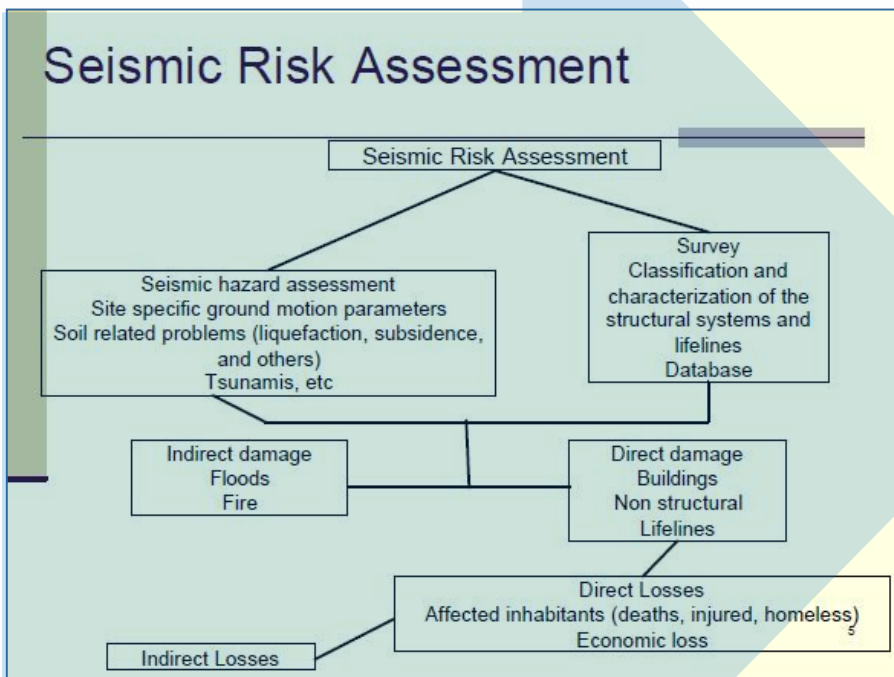 Seismic Risk Assessment
Seismic Risk Assessment
Seismic hazard assessment
Site specific ground motion parameters
Soil related problems (liquefaction, subsidence,
and others)
Tsunamis, etc
Survey
Classification and
characterization of the
structural systems and
lifelines
Database
Indirect damage
Floods
Fire
Direct damage
Buildings
Non structural
Lifelines
Direct Losses
Affected inhabitants (deaths, injured, homeless)
Economic loss
5
Indirect Losses